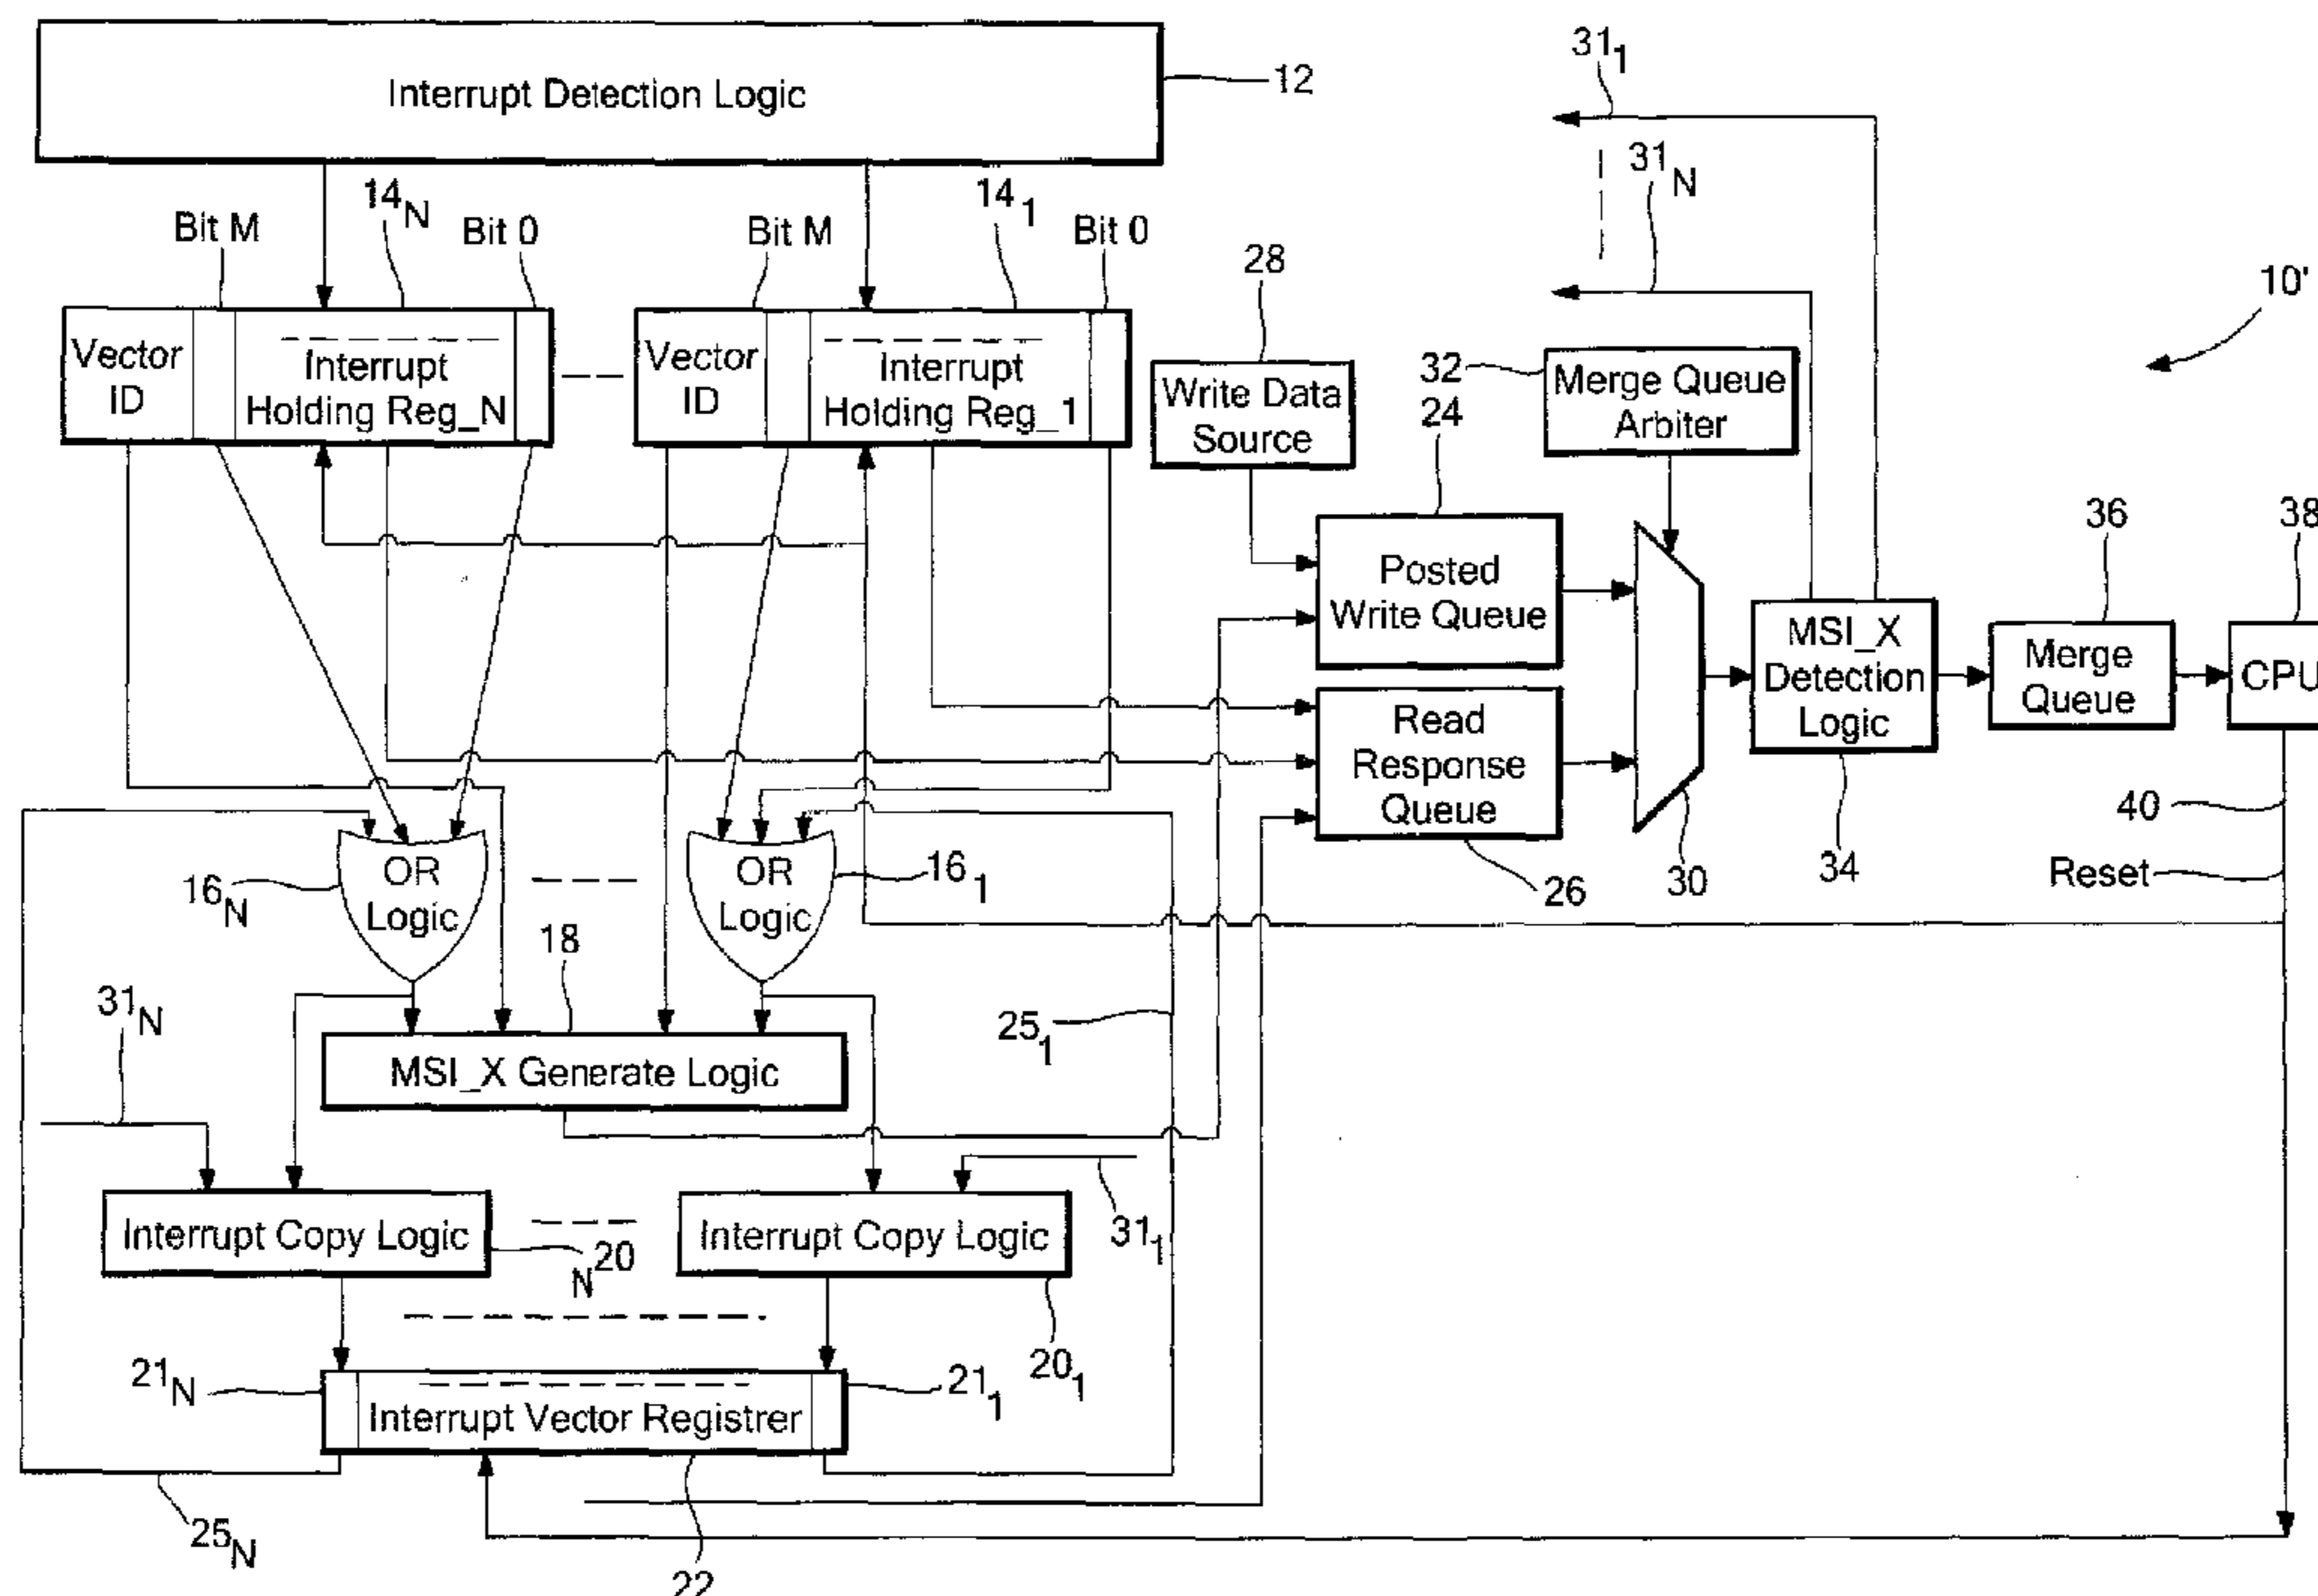 Interrupt Detection Logic
12
31 1
31 N
14 N
14 1
Bit M
Bit 0
Bit M
Bit 0
28
10'
Vector
ID
Interrupt
Holding Reg_N
Vector
ID
Interrupt
Holding Reg_1
Write Data
Source
32
24
Merge Queue
Arbiter
36
38
Posted
Write Queue
MSI_X
Detection
Logic
Merge
Queue
CPU
Read
Response
Queue
40
OR
Logic
OR
Logic
16 N
16 1
26
30
34
Reset
18
31 N
25 1
MSI_X Generate Logic
Interrupt Copy Logic
20 N
Interrupt Copy Logic
31 1
20 1
21 N
21 1
Interrupt Vector Registrer
25 N
22